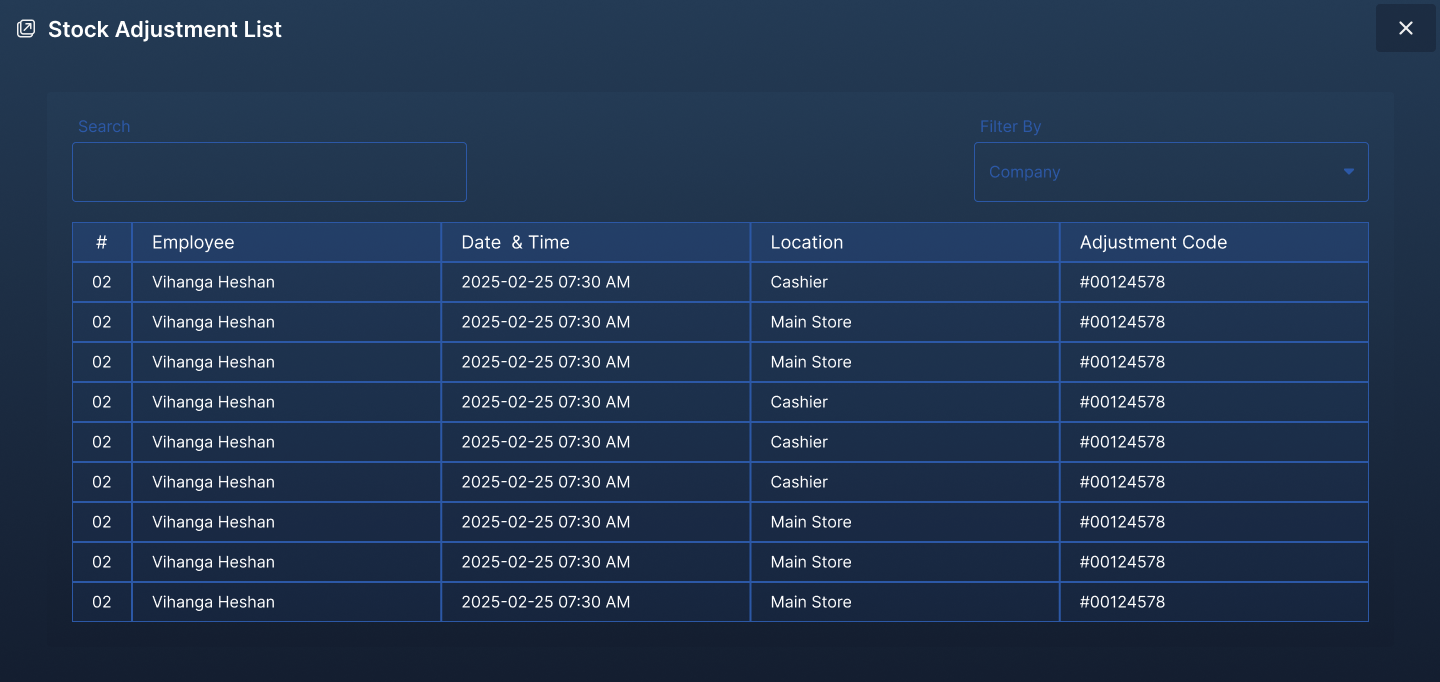 Stock Adjustment List
Search Filter By
Company
# Employee Date & Time Location Adjustment Code
02 Vihanga Heshan 2025-02-25 07:30 AM Cashier #00124578
02 Vihanga Heshan 2025-02-25 07:30 AM Main Store #00124578
02 Vihanga Heshan 2025-02-25 07:30 AM Main Store #00124578
02 Vihanga Heshan 2025-02-25 07:30 AM Cashier #00124578
02 Vihanga Heshan 2025-02-25 07:30 AM Cashier #00124578
02 Vihanga Heshan 2025-02-25 07:30 AM Cashier #00124578
02 Vihanga Heshan 2025-02-25 07:30 AM Main Store #00124578
02 Vihanga Heshan 2025-02-25 07:30 AM Main Store #00124578
02 Vihanga Heshan 2025-02-25 07:30 AM Main Store #00124578